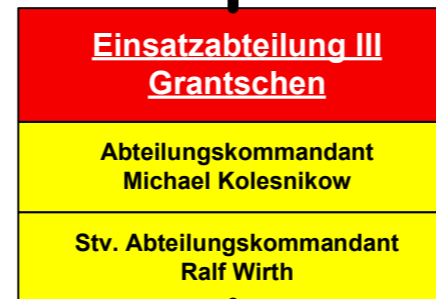 Einsatzabteilung III
Grantschen
Abteilungskommandant
Michael Kolesnikow
Stv. Abteilungskommandant
Ralf Wirth